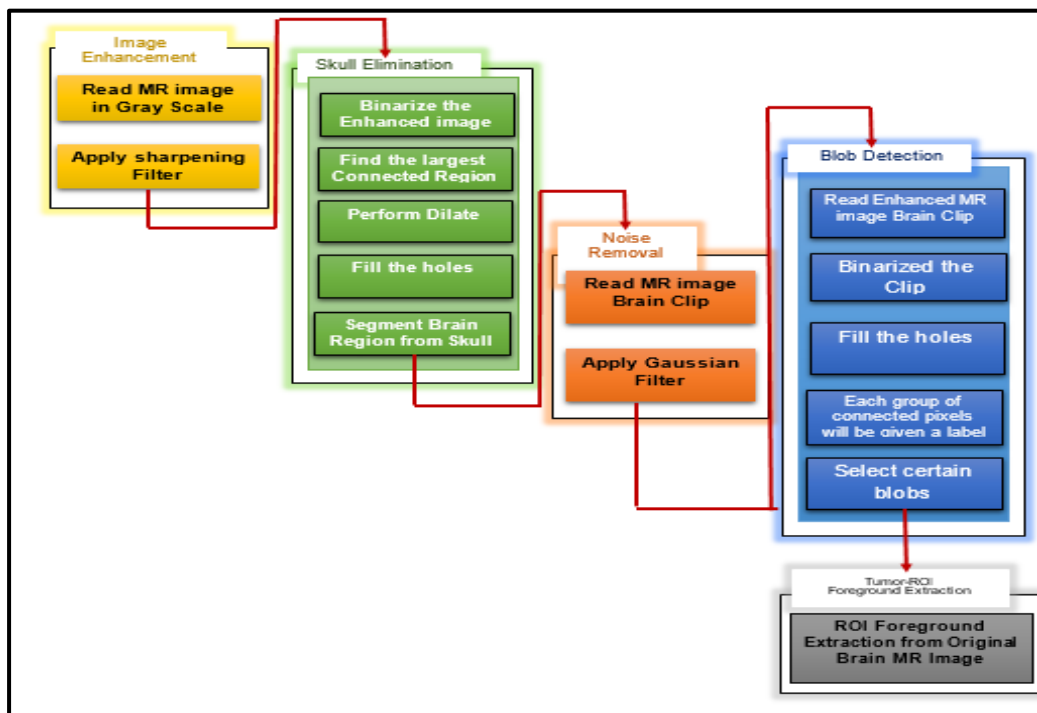 Image
Enhancement
Read MR image
in Gray Scale
Apply sharpening
Filter
Skull Elimination
Binarize the
Enhanced image
Find the largest
Connected Region
Perform Dilate
Fill the holes
Segment Brain
Region from Skull
Noise
Removal
Read MR image
Brain Clip
Apply Gaussian
Filter
Blob Detection
Read Enhanced MR
image Brain Clip
Binarized the
Clip
Fill the holes
Each group of
connected pixels
will be given a label
Select certain
blobs
Tumor-ROI
Foreground Extraction
ROI Foreground
Extraction from Original
Brain MR Image